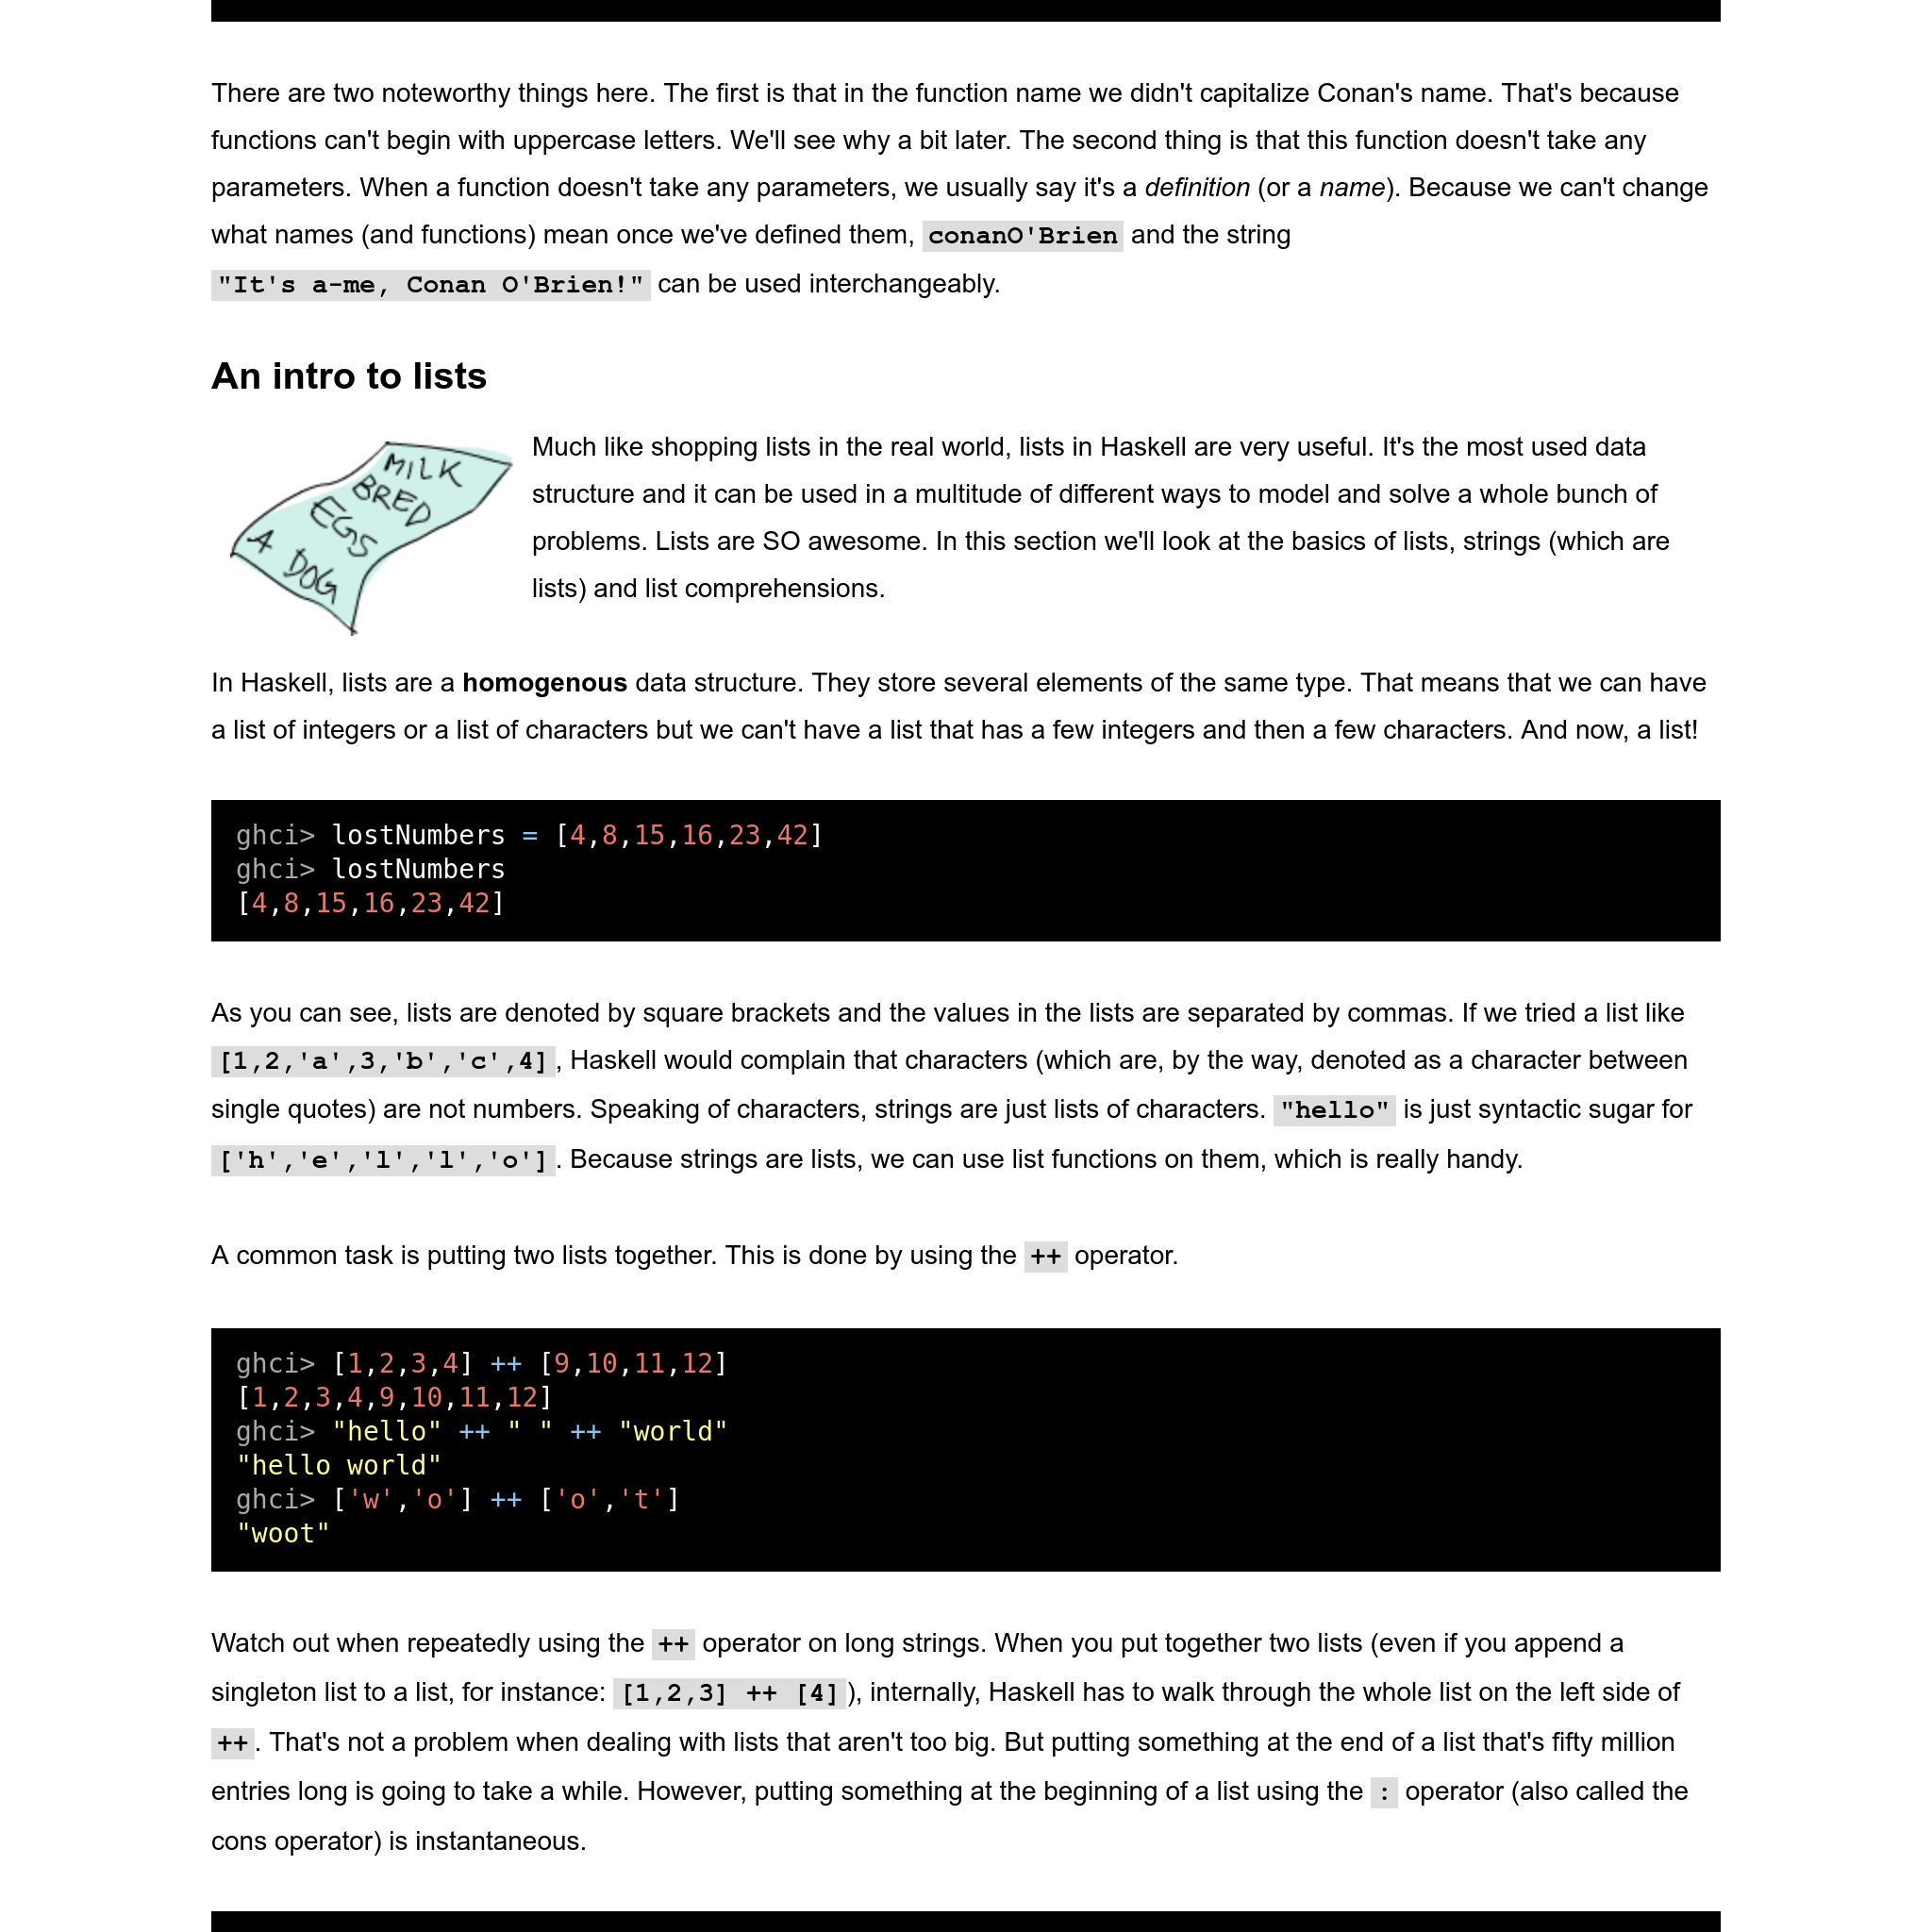 There are two noteworthy things here. The first is that in the function name we didn't capitalize Conan's name. That's because
functions can't begin with uppercase letters. We'll see why a bit later. The second thing is that this function doesn't take any
parameters. When a function doesn't take any parameters, we usually say it's a definition (or a name). Because we can't change
what names (and functions) mean once we've defined them, conanO'Brien and the string
"It's a-me, Conan O'Brien!" can be used interchangeably.
An intro to lists
MILK
BRED
EGS
A DOG
Much like shopping lists in the real world, lists in Haskell are very useful. It's the most used data
structure and it can be used in a multitude of different ways to model and solve a whole bunch of
problems. Lists are SO awesome. In this section we'll look at the basics of lists, strings (which are
lists) and list comprehensions.
In Haskell, lists are a homogenous data structure. They store several elements of the same type. That means that we can have
a list of integers or a list of characters but we can't have a list that has a few integers and then a few characters. And now, a list!
ghci> lostNumbers = [4,8,15,16,23,42]
ghci> lostNumbers
[4,8,15,16,23,42]
As you can see, lists are denoted by square brackets and the values in the lists are separated by commas. If we tried a list like
[1,2,'a',3,'b','c',4], Haskell would complain that characters (which are, by the way, denoted as a character between
single quotes) are not numbers. Speaking of characters, strings are just lists of characters. "hello" is just syntactic sugar for
['h','e','l','l','o']. Because strings are lists, we can use list functions on them, which is really handy.
A common task is putting two lists together. This is done by using the ++ operator.
ghci> [1,2,3,4] ++ [9,10,11,12]
[1,2,3,4,9,10,11,12]
ghci> "hello" ++ " " ++ "world"
"hello world"
ghci> ['w','o'] ++ ['o','t']
"woot"
Watch out when repeatedly using the ++ operator on long strings. When you put together two lists (even if you append a
singleton list to a list, for instance: [1,2,3] ++ [4]), internally, Haskell has to walk through the whole list on the left side of
++. That's not a problem when dealing with lists that aren't too big. But putting something at the end of a list that's fifty million
entries long is going to take a while. However, putting something at the beginning of a list using the : operator (also called the
cons operator) is instantaneous.